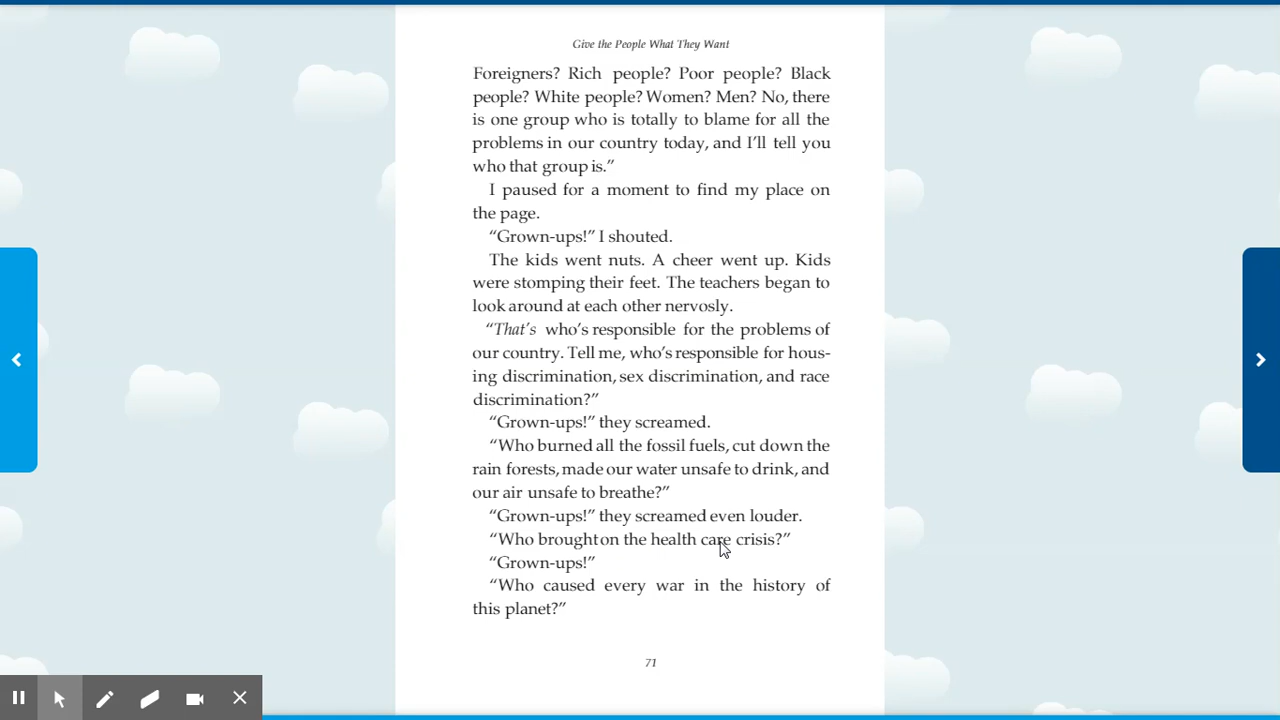 Give the People What They Want
Foreigners? Rich people? Poor people? Black
people? White people? Women? Men? No, there
is one group who is totally to blame for all the
problems in our country today, and I’ll tell you
who that group is.”
I paused for a moment to find my place on
the page.
“Grown-ups!” I shouted.
The kids went nuts. A cheer went up. Kids
were stomping their feet. The teachers began to
look around at each other nervosly.
“That’s who’s responsible for the problems of
our country. Tell me, who’s responsible for hous-
ing discrimination, sex discrimination, and race
discrimination?”
“Grown-ups!” they screamed.
“Who burned all the fossil fuels, cut down the
rain forests, made our water unsafe to drink, and
our air unsafe to breathe?”
“Grown-ups!” they screamed even louder.
“Who brought on the health care crisis?”
“Grown-ups!”
“Who caused every war in the history of
this planet?”
71